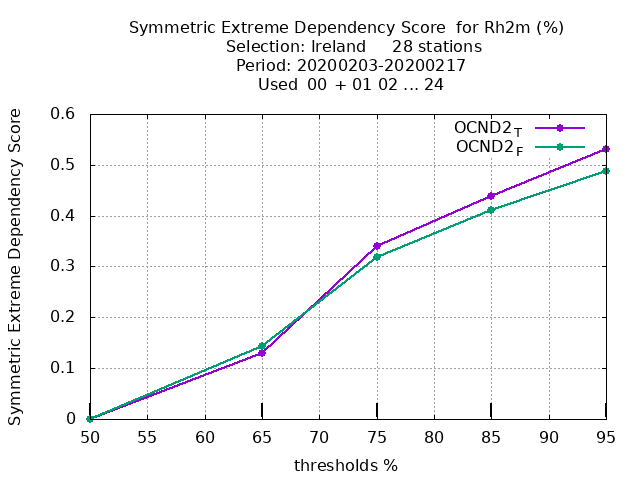 Symmetric Extreme Dependency Score  for Rh2m (%)
Selection: Ireland     28 stations
Period: 20200203-20200217
Used  00  + 01 02 ... 24
Symmetric Extreme Dependency Score
0.6
0.5
0.4
0.3
0.2
0.1
0
OCND2T
OCND2F
50 55 60 65 70 75 80 85 90 95
thresholds %